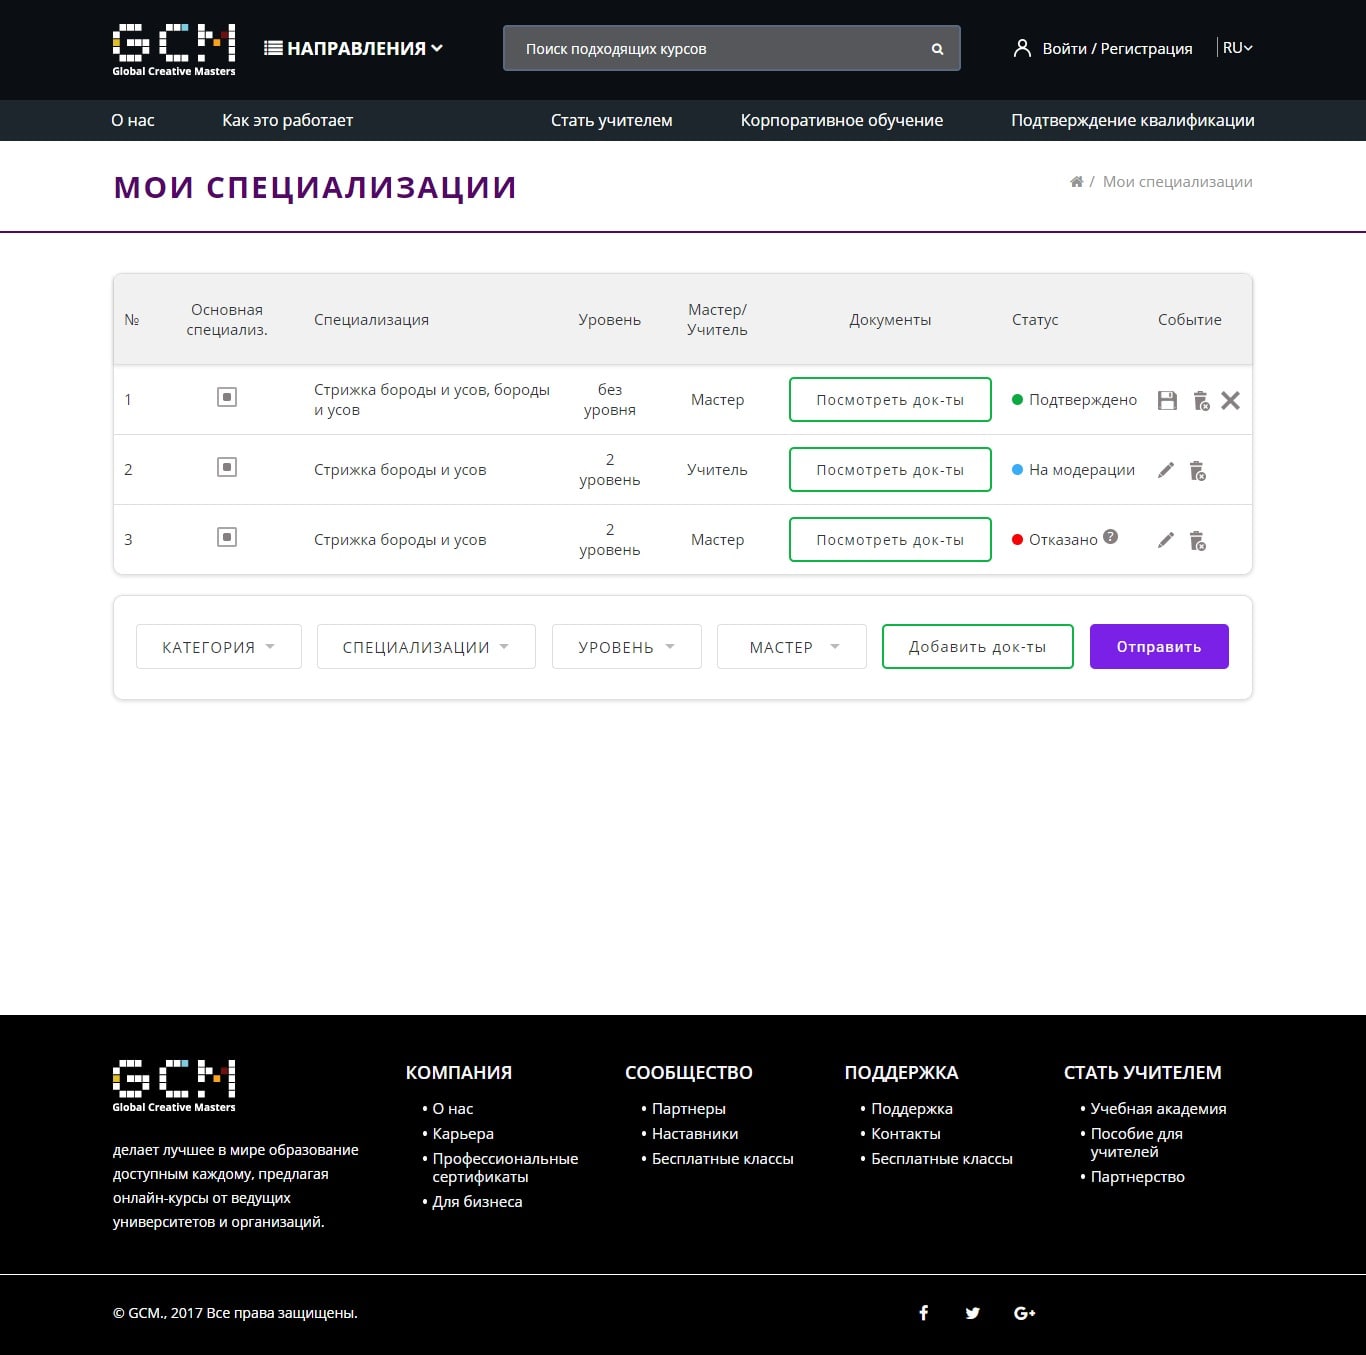 GCM
Global Creative Masters
НАПРАВЛЕНИЯ
Поиск подходящих курсов
Войти / Регистрация
RU
О нас
Как это работает
Стать учителем
Корпоративное обучение
Подтверждение квалификации
МОИ СПЕЦИАЛИЗАЦИИ
/ Мои специализации
№
Основная
специализ.
Специализация
Уровень
Мастер/
Учитель
Документы
Статус
Событие
1
Стрижка бороды и усов, бороды
и усов
без
уровня
Мастер
Посмотреть док-ты
Подтверждено
2
Стрижка бороды и усов
2
уровень
Учитель
Посмотреть док-ты
На модерации
3
Стрижка бороды и усов
2
уровень
Мастер
Посмотреть док-ты
Отказано ?
КАТЕГОРИЯ
СПЕЦИАЛИЗАЦИИ
УРОВЕНЬ
МАСТЕР
Добавить док-ты
Отправить
GCM
Global Creative Masters
делает лучшее в мире образование
доступным каждому, предлагая
онлайн-курсы от ведущих
университетов и организаций.
КОМПАНИЯ
• О нас
• Карьера
• Профессиональные
сертификаты
• Для бизнеса
СООБЩЕСТВО
• Партнеры
• Наставники
• Бесплатные классы
ПОДДЕРЖКА
• Поддержка
• Контакты
• Бесплатные классы
СТАТЬ УЧИТЕЛЕМ
• Учебная академия
• Пособие для
учителей
• Партнерство
© GCM., 2017 Все права защищены.
f
G+